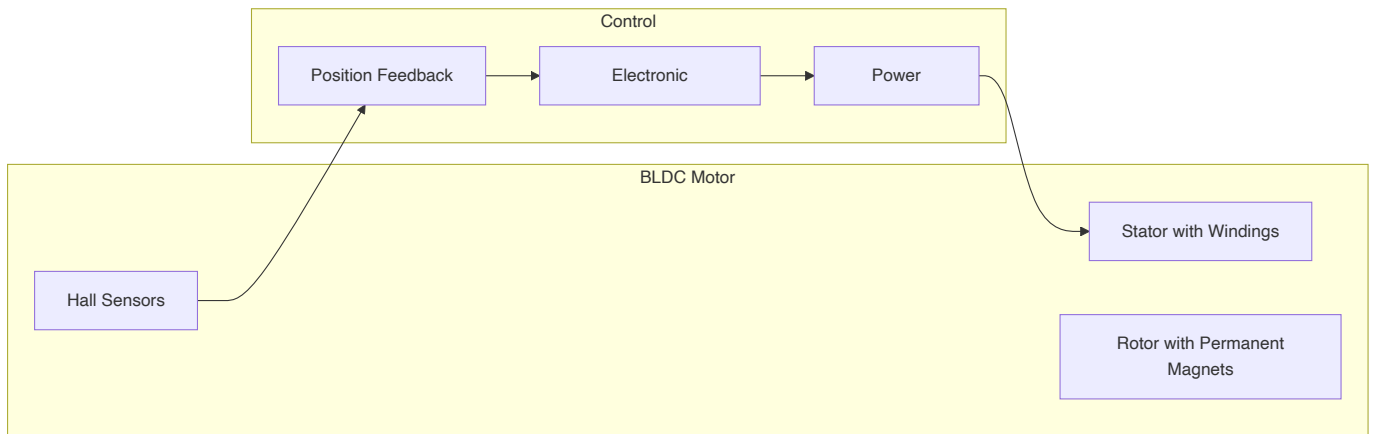 Control
Position Feedback
Electronic
Power
BLDC Motor
Stator with Windings
Hall Sensors
Rotor with Permanent
Magnets